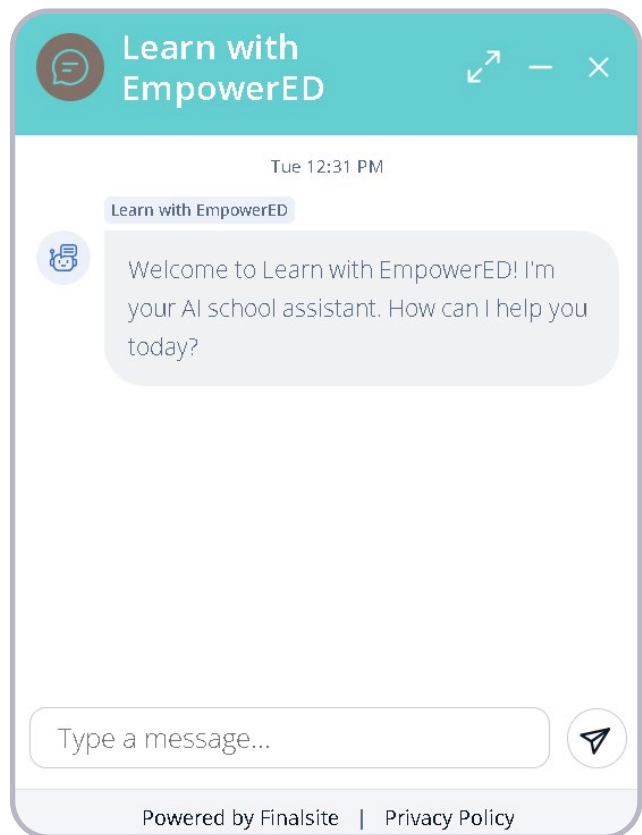 Learn with
EmpowerED
Tue 12:31 PM
Learn with EmpowerED
Welcome to Learn with EmpowerED! I'm
your AI school assistant. How can I help you
today?
Type a message...
Powered by Finalsite | Privacy Policy